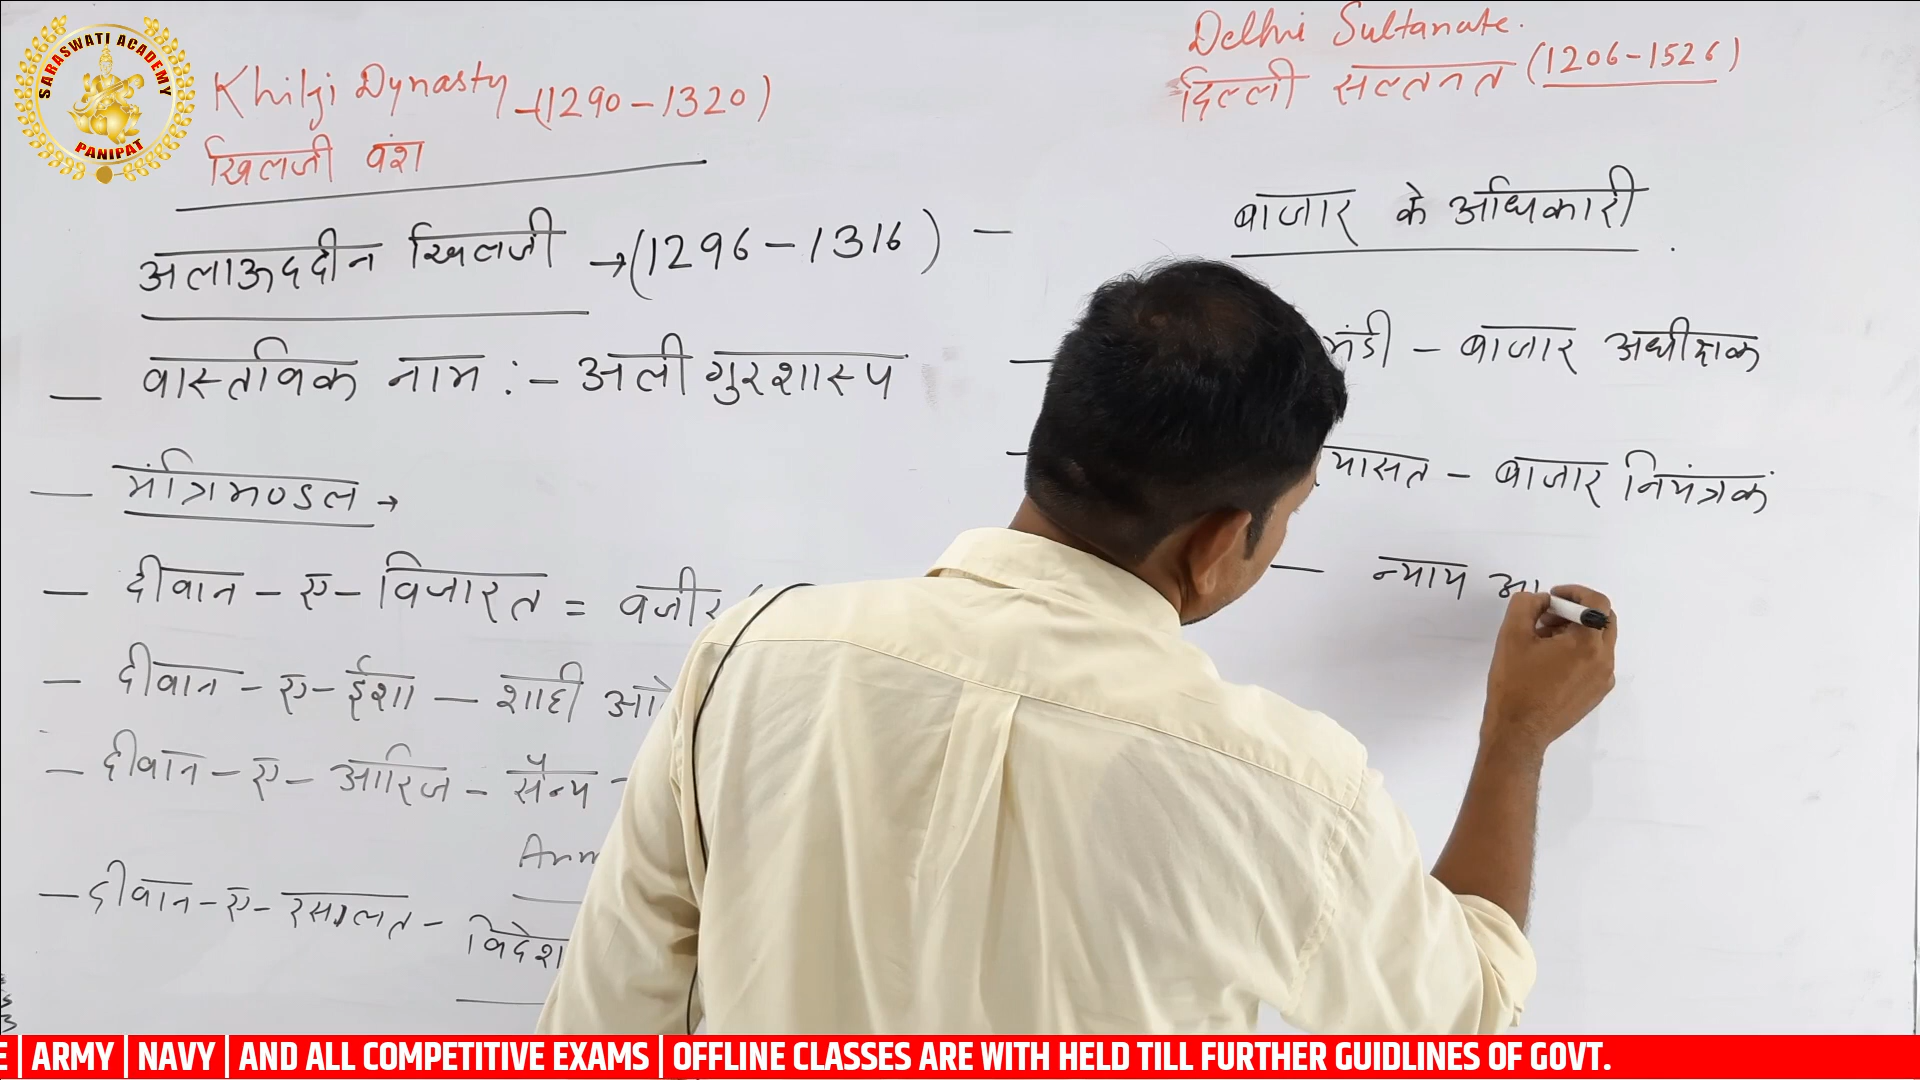 SARASWATI ACADEMY
PANIPAT
Khilji Dynasty -(1290-1320)
खिलजी वंश
अलाऊददीन खिलजी →(1296-1316) -
- वास्तविक नाम :- अली गुरशास्प
- मंत्रिमण्डल →
- दीवान-ए-विजारत = वजीर
- दीवान-ए-ईशा - शाही
- दीवान-ए-आरिज - सैन्य -
- दीवान-ए-रसालत -
विदेश
Delhi Sultanate.
दिल्ली सल्तनत (1206-1526)
बाजार के अधिकारी
मंडी - बाजार अधीक्षक
यासत - बाजार नियंत्रक
- न्याय
ARMY | NAVY | AND ALL COMPETITIVE EXAMS | OFFLINE CLASSES ARE WITH HELD TILL FURTHER GUIDLINES OF GOVT.